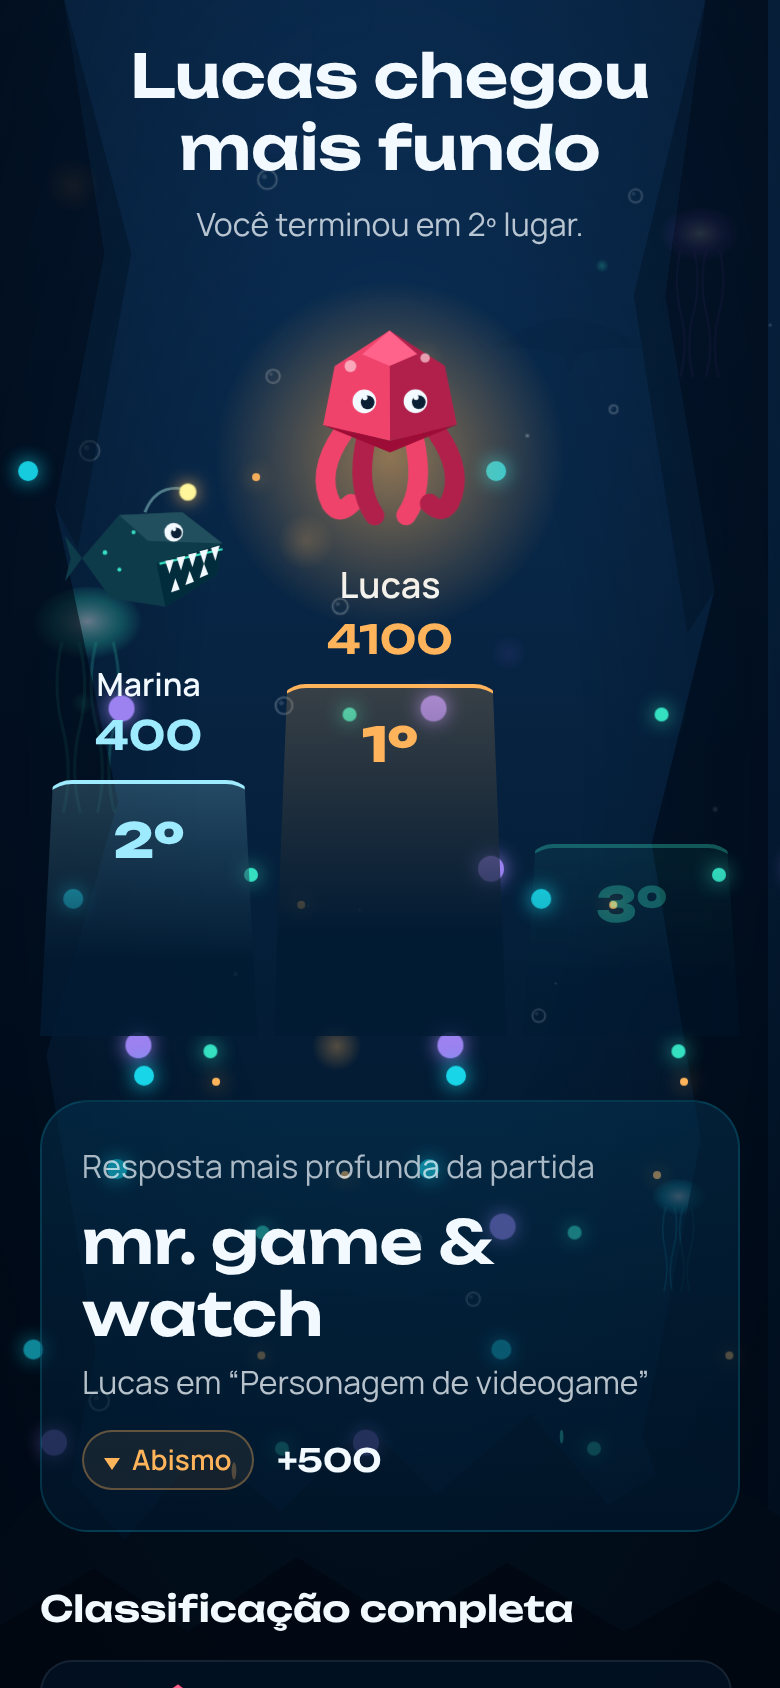 Lucas chegou
mais fundo
Você terminou em 2º lugar.
Lucas
4100
Marina
400
1º
2º
3º
Resposta mais profunda da partida
mr. game &
watch
Lucas em “Personagem de videogame”
Abismo +500
Classificação completa